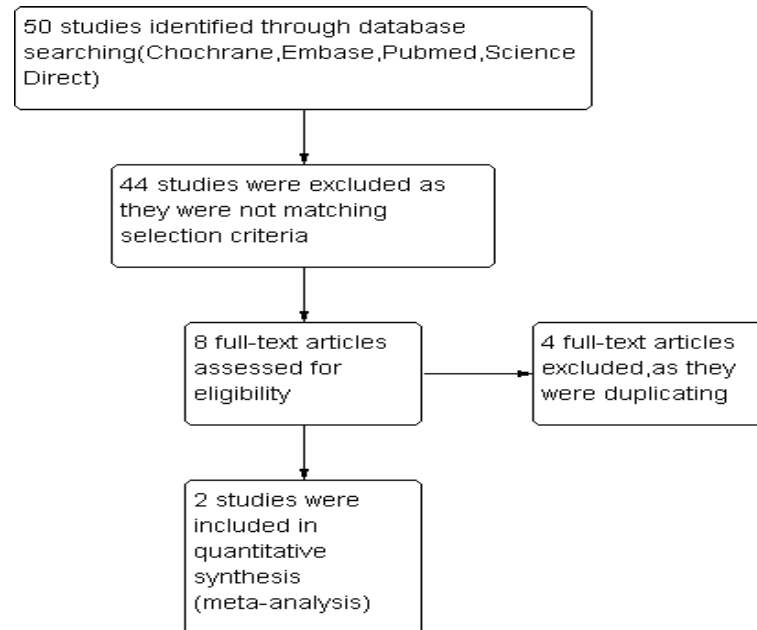 50 studies identified through database
searching(Chochrane,Embase,Pubmed,Science
Direct)
44 studies were excluded as
they were not matching
selection criteria
8 full-text articles
assessed for
eligibility
4 full-text articles
excluded,as they
were duplicating
2 studies were
included in
quantitative
synthesis
(meta-analysis)